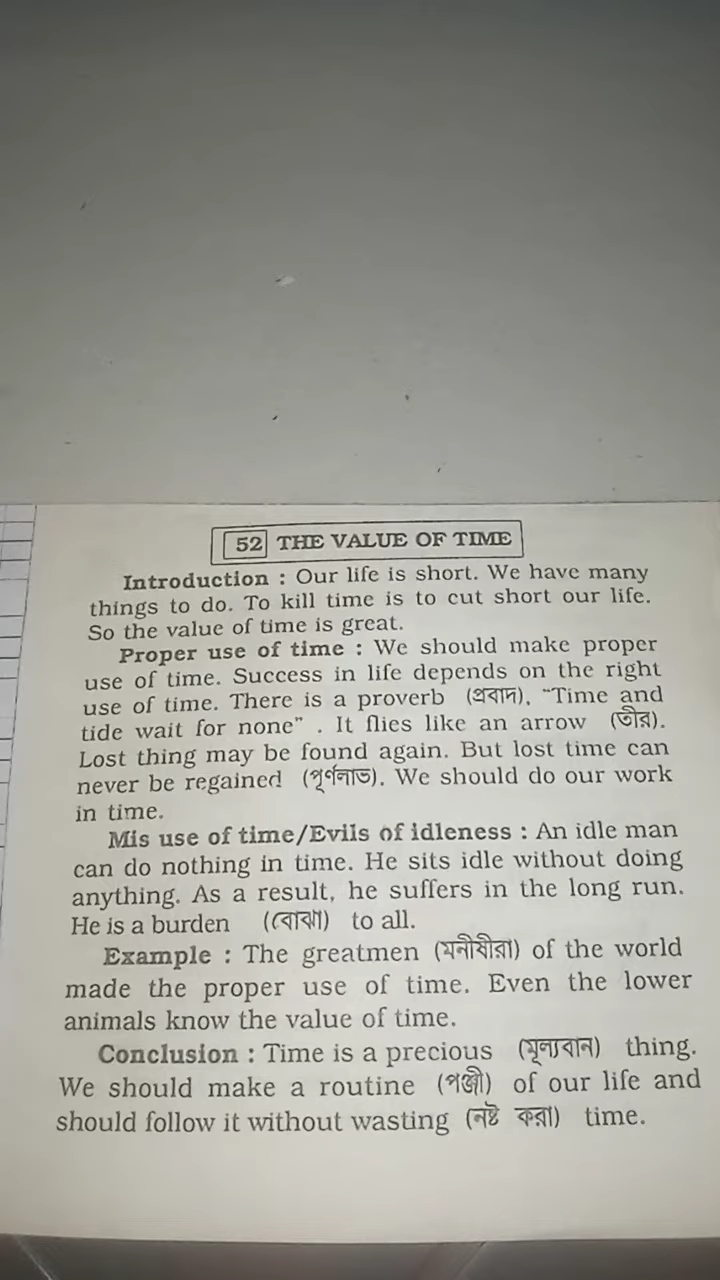 52 THE VALUE OF TIME
Introduction : Our life is short. We have many
things to do. To kill time is to cut short our life.
So the value of time is great.
Proper use of time : We should make proper
use of time. Success in life depends on the right
use of time. There is a proverb (প্রবাদ), "Time and
tide wait for none" . It flies like an arrow (তীর).
Lost thing may be found again. But lost time can
never be regained (পূর্ণলাভ). We should do our work
in time.
Mis use of time/Evils of idleness : An idle man
can do nothing in time. He sits idle without doing
anything. As a result, he suffers in the long run.
He is a burden (বোঝা) to all.
Example : The greatmen (মনীষীরা) of the world
made the proper use of time. Even the lower
animals know the value of time.
Conclusion : Time is a precious (মূল্যবান) thing.
We should make a routine (পঞ্জী) of our life and
should follow it without wasting (নষ্ট করা) time.